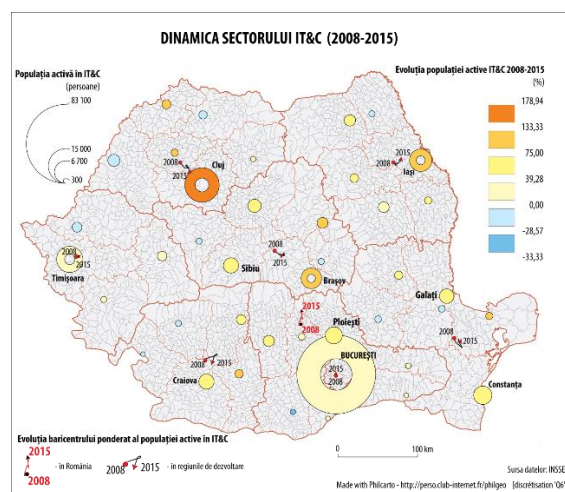 DINAMICA SECTORULUI IT&C (2008-2015)
Populația activă în IT&C
(persoane)
83 100
15 000
6 700
300
Evoluția populației active IT&C 2008-2015
(%)
178,94
133,33
75,00
39,28
0,00
-28,57
-33,33
2008
2015
Cluj
2015
2008
Iași
2008
2015
Timișoara
2008
2015
Sibiu
Brașov
2015
2008
Ploiești
Galați
2008
2015
2008
2015
Craiova
BUCUREȘTI
2015
2008
Constanța
Evoluția baricentrului ponderat al populației active în IT&C
2015
2008
- în România
2008
2015
- în regiunile de dezvoltare
0
100 km
Sursa datelor: INSSE
Made with Philcarto - http://perso.club-internet.fr/philgeo